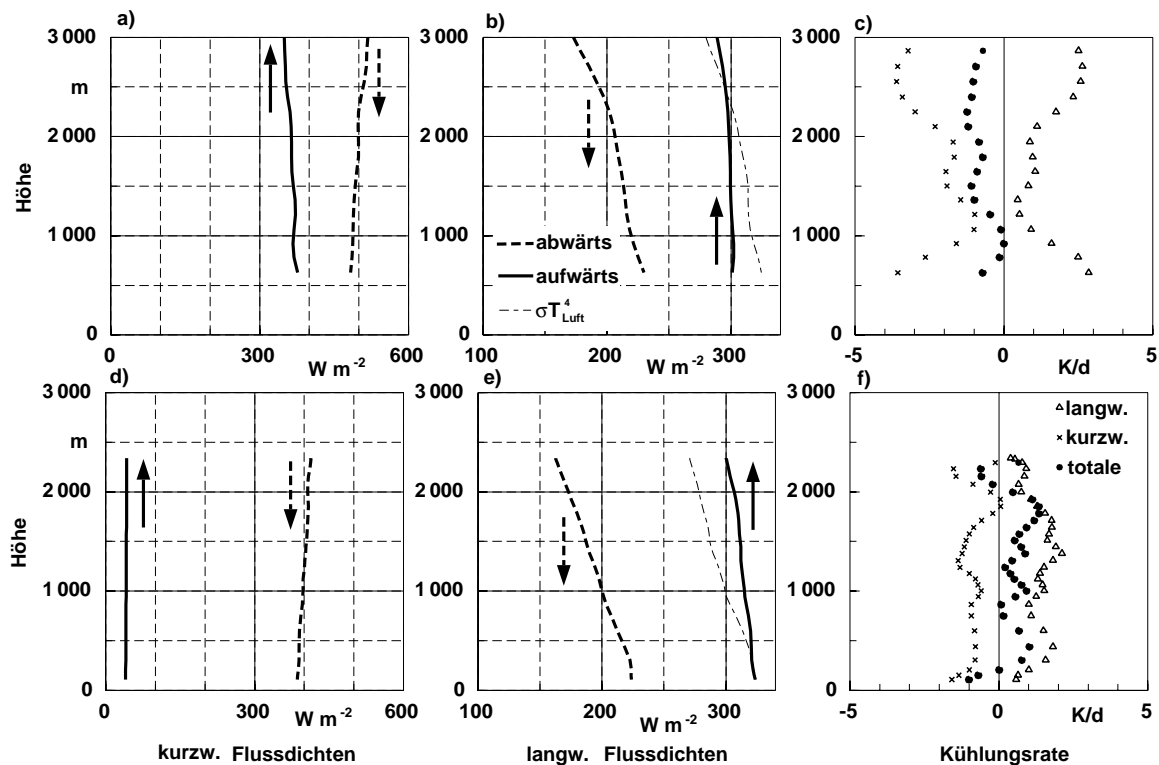 a)
b)
c)
3 000
m
2 000
1 000
0
Höhe
0
300
W m-2
600
3 000
2 000
1 000
0
abwärts
aufwärts
σT4Luft
100
200
300
W m-2
3 000
2 000
1 000
0
-5
0
K/d
5
d)
e)
f)
3 000
m
2 000
1 000
0
Höhe
0
300
W m-2
600
kurzw. Flussdichten
3 000
2 000
1 000
0
100
200
300
W m-2
langw. Flussdichten
3 000
2 000
1 000
0
langw.
kurzw.
totale
-5
0
K/d
5
Kühlungsrate